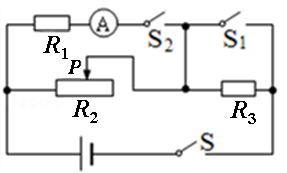 R₁ A S₂ S₁
P
R₂ R₃
S